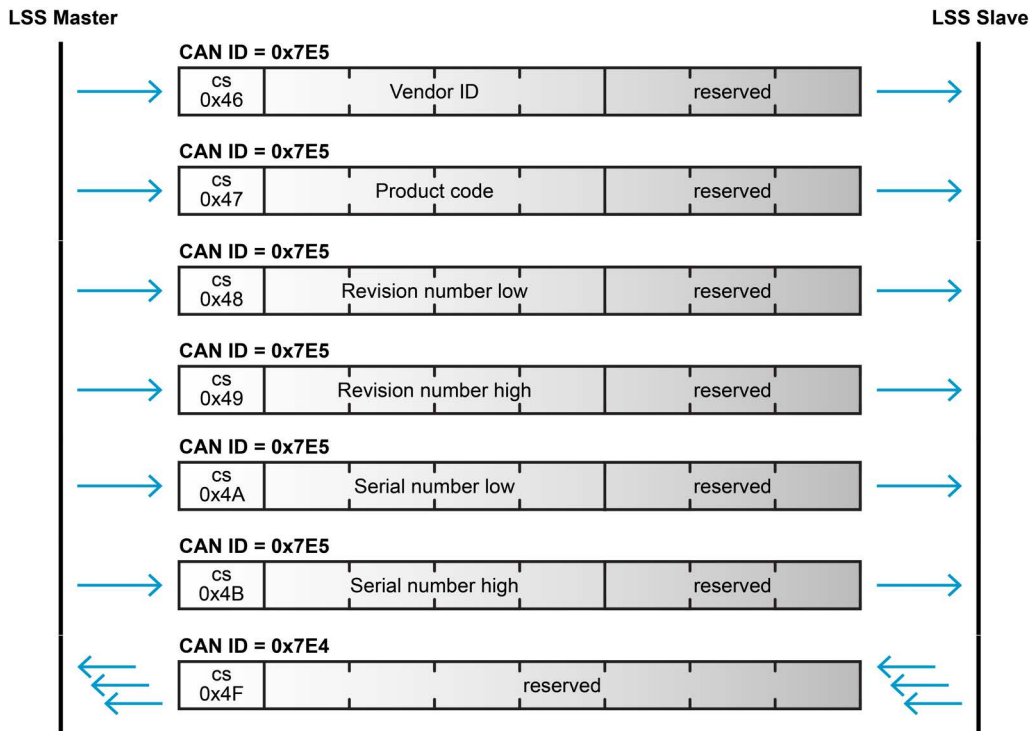 LSS Master
LSS Slave
CAN ID = 0x7E5
cs
0x46
Vendor ID
reserved
CAN ID = 0x7E5
cs
0x47
Product code
reserved
CAN ID = 0x7E5
cs
0x48
Revision number low
reserved
CAN ID = 0x7E5
cs
0x49
Revision number high
reserved
CAN ID = 0x7E5
cs
0x4A
Serial number low
reserved
CAN ID = 0x7E5
cs
0x4B
Serial number high
reserved
CAN ID = 0x7E4
cs
0x4F
reserved